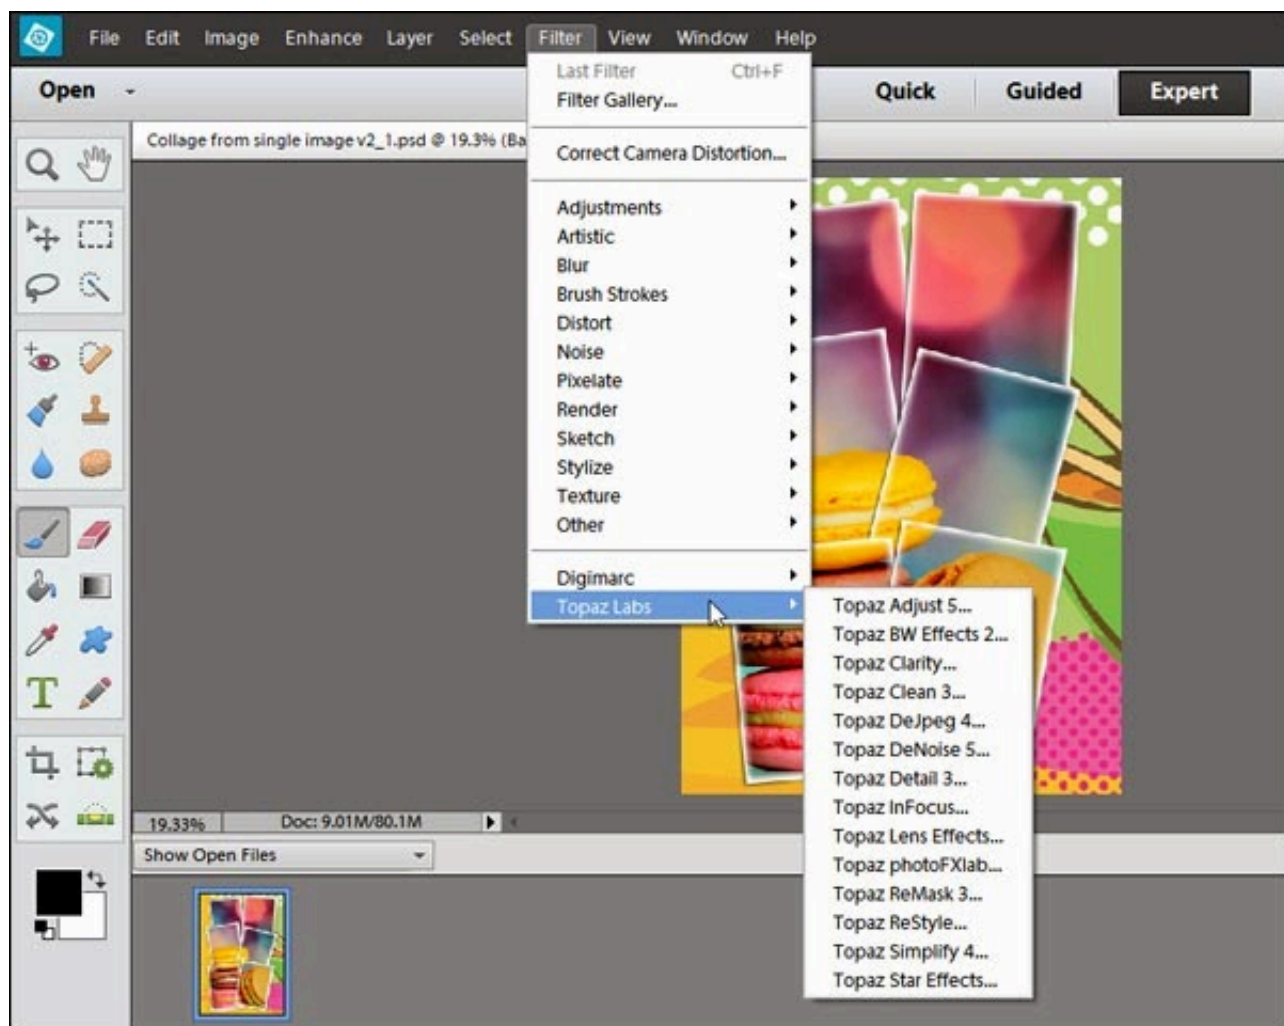 File Edit Image Enhance Layer Select Filter View Window Help
Open
Quick Guided Expert
Collage from single image v2_1.psd @ 19.3% (Ba
Last Filter Ctrl+F
Filter Gallery...
Correct Camera Distortion...
Adjustments
Artistic
Blur
Brush Strokes
Distort
Noise
Pixelate
Render
Sketch
Stylize
Texture
Other
Digimarc
Topaz Labs
Topaz Adjust 5...
Topaz BW Effects 2...
Topaz Clarity...
Topaz Clean 3...
Topaz DeJpeg 4...
Topaz DeNoise 5...
Topaz Detail 3...
Topaz InFocus...
Topaz Lens Effects...
Topaz photoFXlab...
Topaz ReMask 3...
Topaz ReStyle...
Topaz Simplify 4...
Topaz Star Effects...
T
19.33% Doc: 9.01M/80.1M
Show Open Files